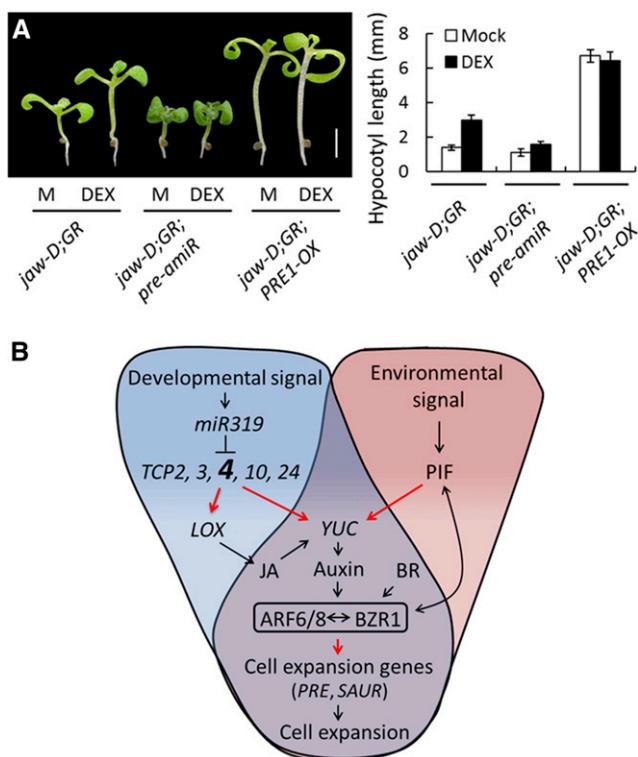 A
M DEX M DEX M DEX
jaw-D;GR
jaw-D;GR;
pre-amiR
jaw-D;GR;
PRE1-OX
Hypocotyl length (mm)
8
6
4
2
0
Mock
DEX
jaw-D;GR
jaw-D;GR;
pre-amiR
jaw-D;GR;
PRE1-OX
B
Developmental signal
miR319
TCP2, 3, 4, 10, 24
LOX
JA
Environmental
signal
PIF
YUC
Auxin
BR
ARF6/8 BZR1
Cell expansion genes
(PRE, SAUR)
Cell expansion